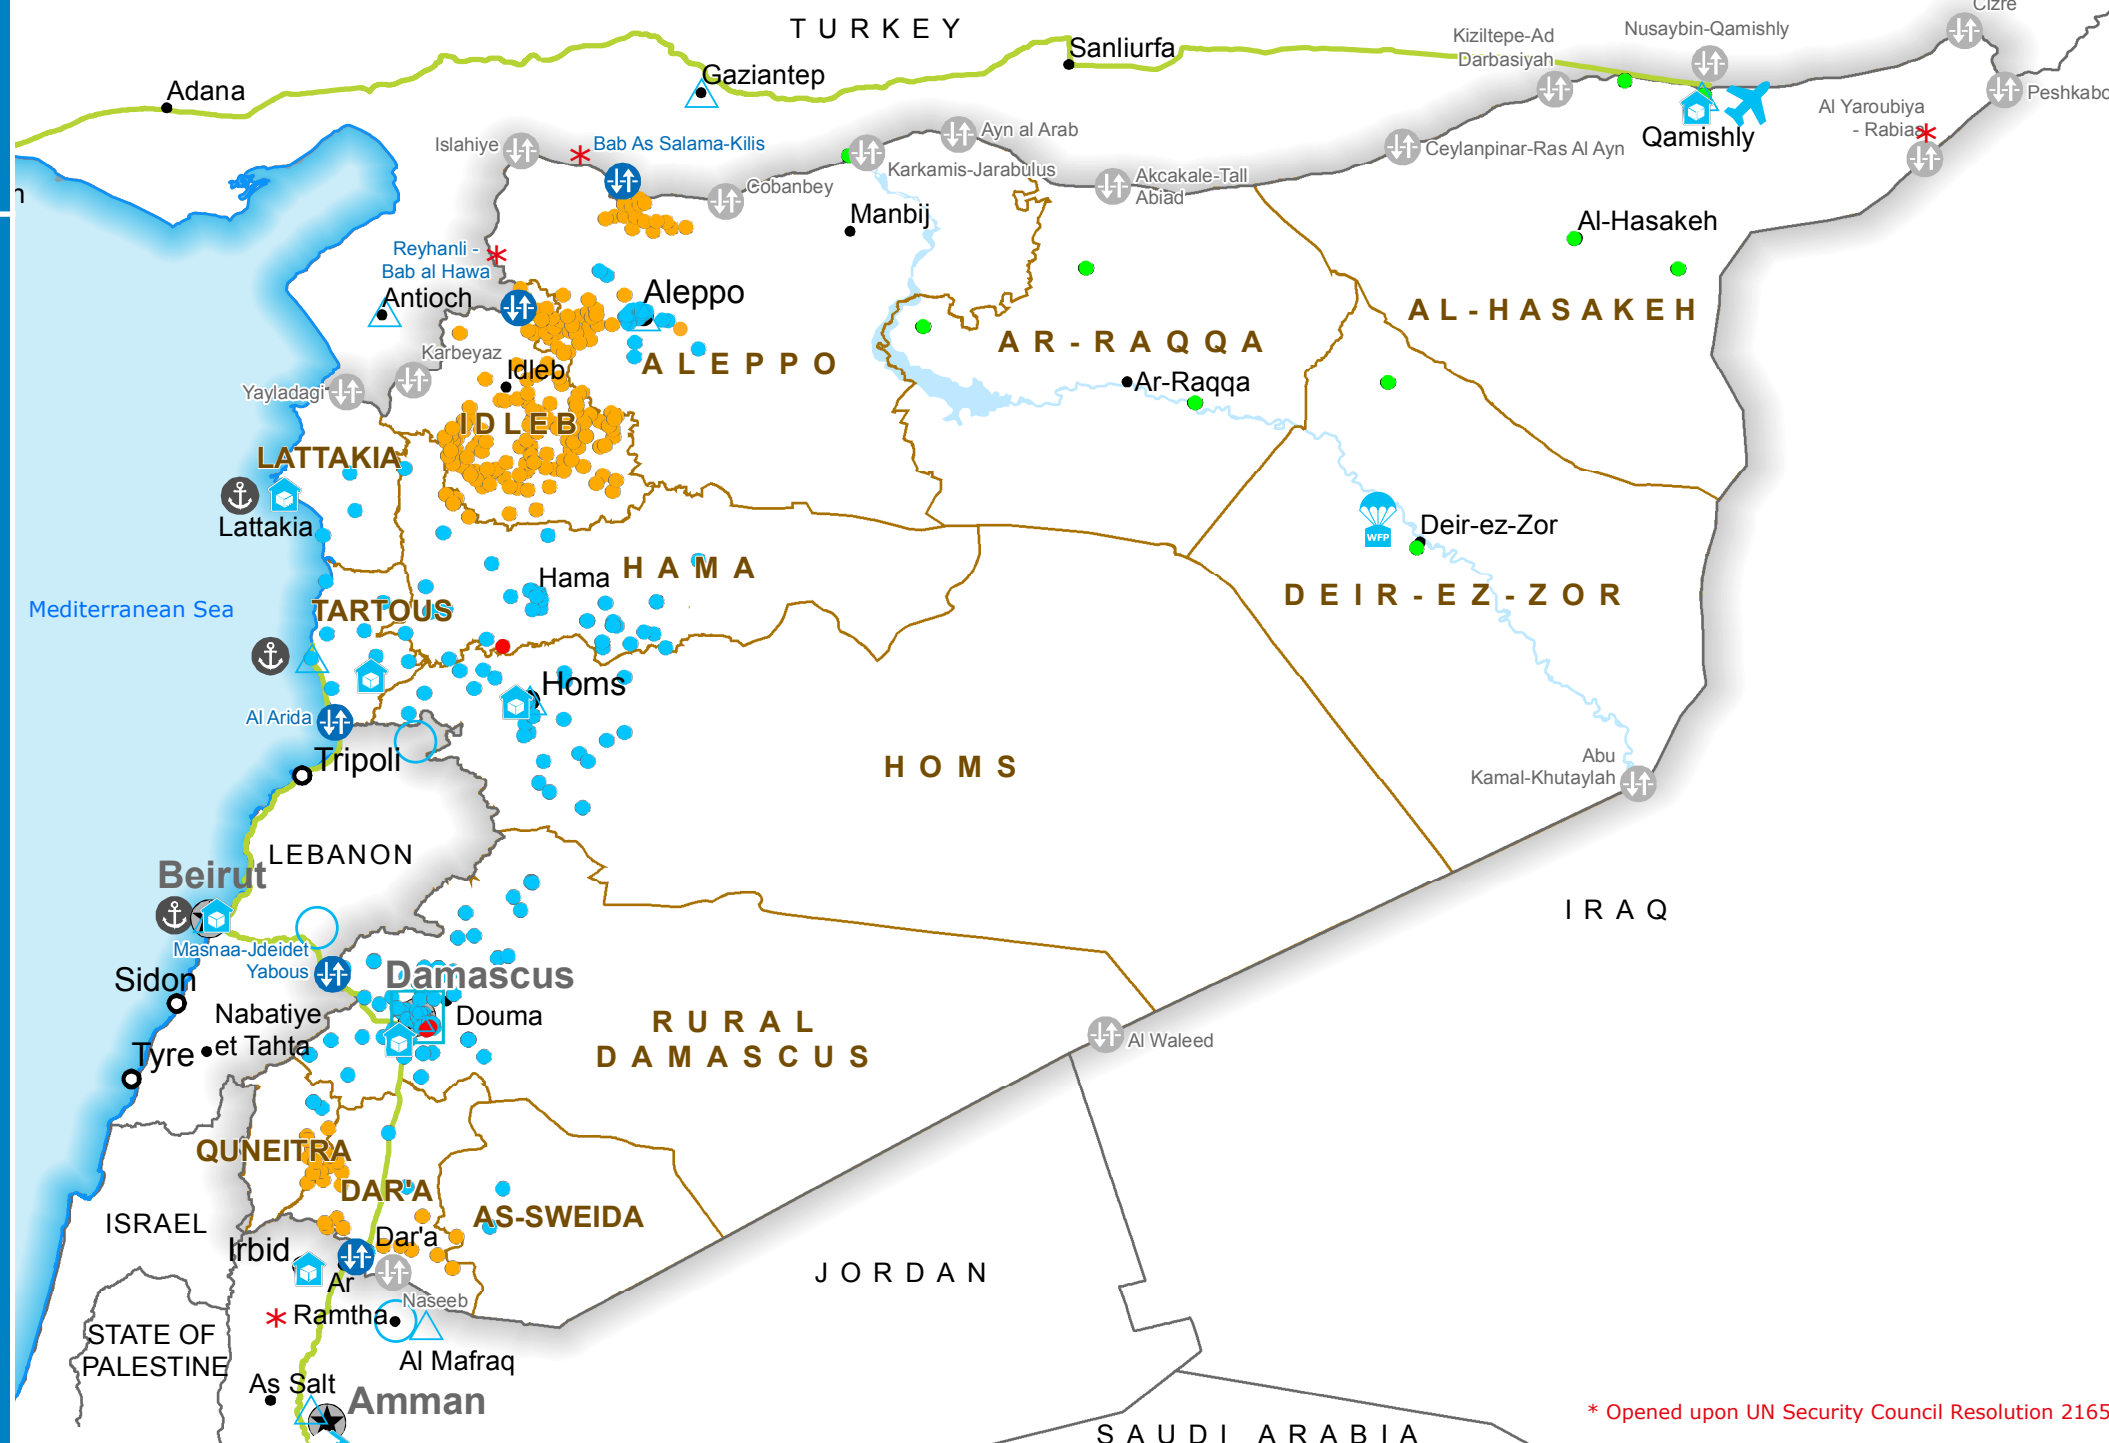 Cizre
TURKEY
Nusaybin-Qamishly
Kiziltepe-Ad
Darbasiyah
Sanliurfa
Gaziantep
Adana
Peshkabo
Al Yaroubiya
- Rabiaa
*
Qamishly
Islahiye
* Bab As Salama-Kilis
Ayn al Arab
Ceylanpinar-Ras Al Ayn
Karkamis-Jarabulus
Akcakale-Tall
Abiad
Cobanbey
n
Manbij
Al-Hasakeh
Reyhanli -
Bab al Hawa
*
Antioch
Aleppo
AL-HASAKEH
AR-RAQQA
Karbeyaz
ALEPPO
Idleb
Ar-Raqqa
Yayladagi
IDLEB
LATTAKIA
Lattakia
Deir-ez-Zor
WFP
HAMA
Hama
DEIR-EZ-ZOR
Mediterranean Sea
TARTOUS
Homs
Al Arida
Tripoli
HOMS
Abu
Kamal-Khutaylah
LEBANON
Beirut
IRAQ
Masnaa-Jdeidet
Yabous
Damascus
Sidon
Nabatiye
et Tahta
Douma
RURAL
DAMASCUS
Al Waleed
Tyre
QUNEITRA
DAR'A
AS-SWEIDA
ISRAEL
Dar'a
Irbid
JORDAN
Ar
Ramtha
*
Naseeb
STATE OF
PALESTINE
Al Mafraq
As Salt
Amman
* Opened upon UN Security Council Resolution 2165
SAUDI ARABIA